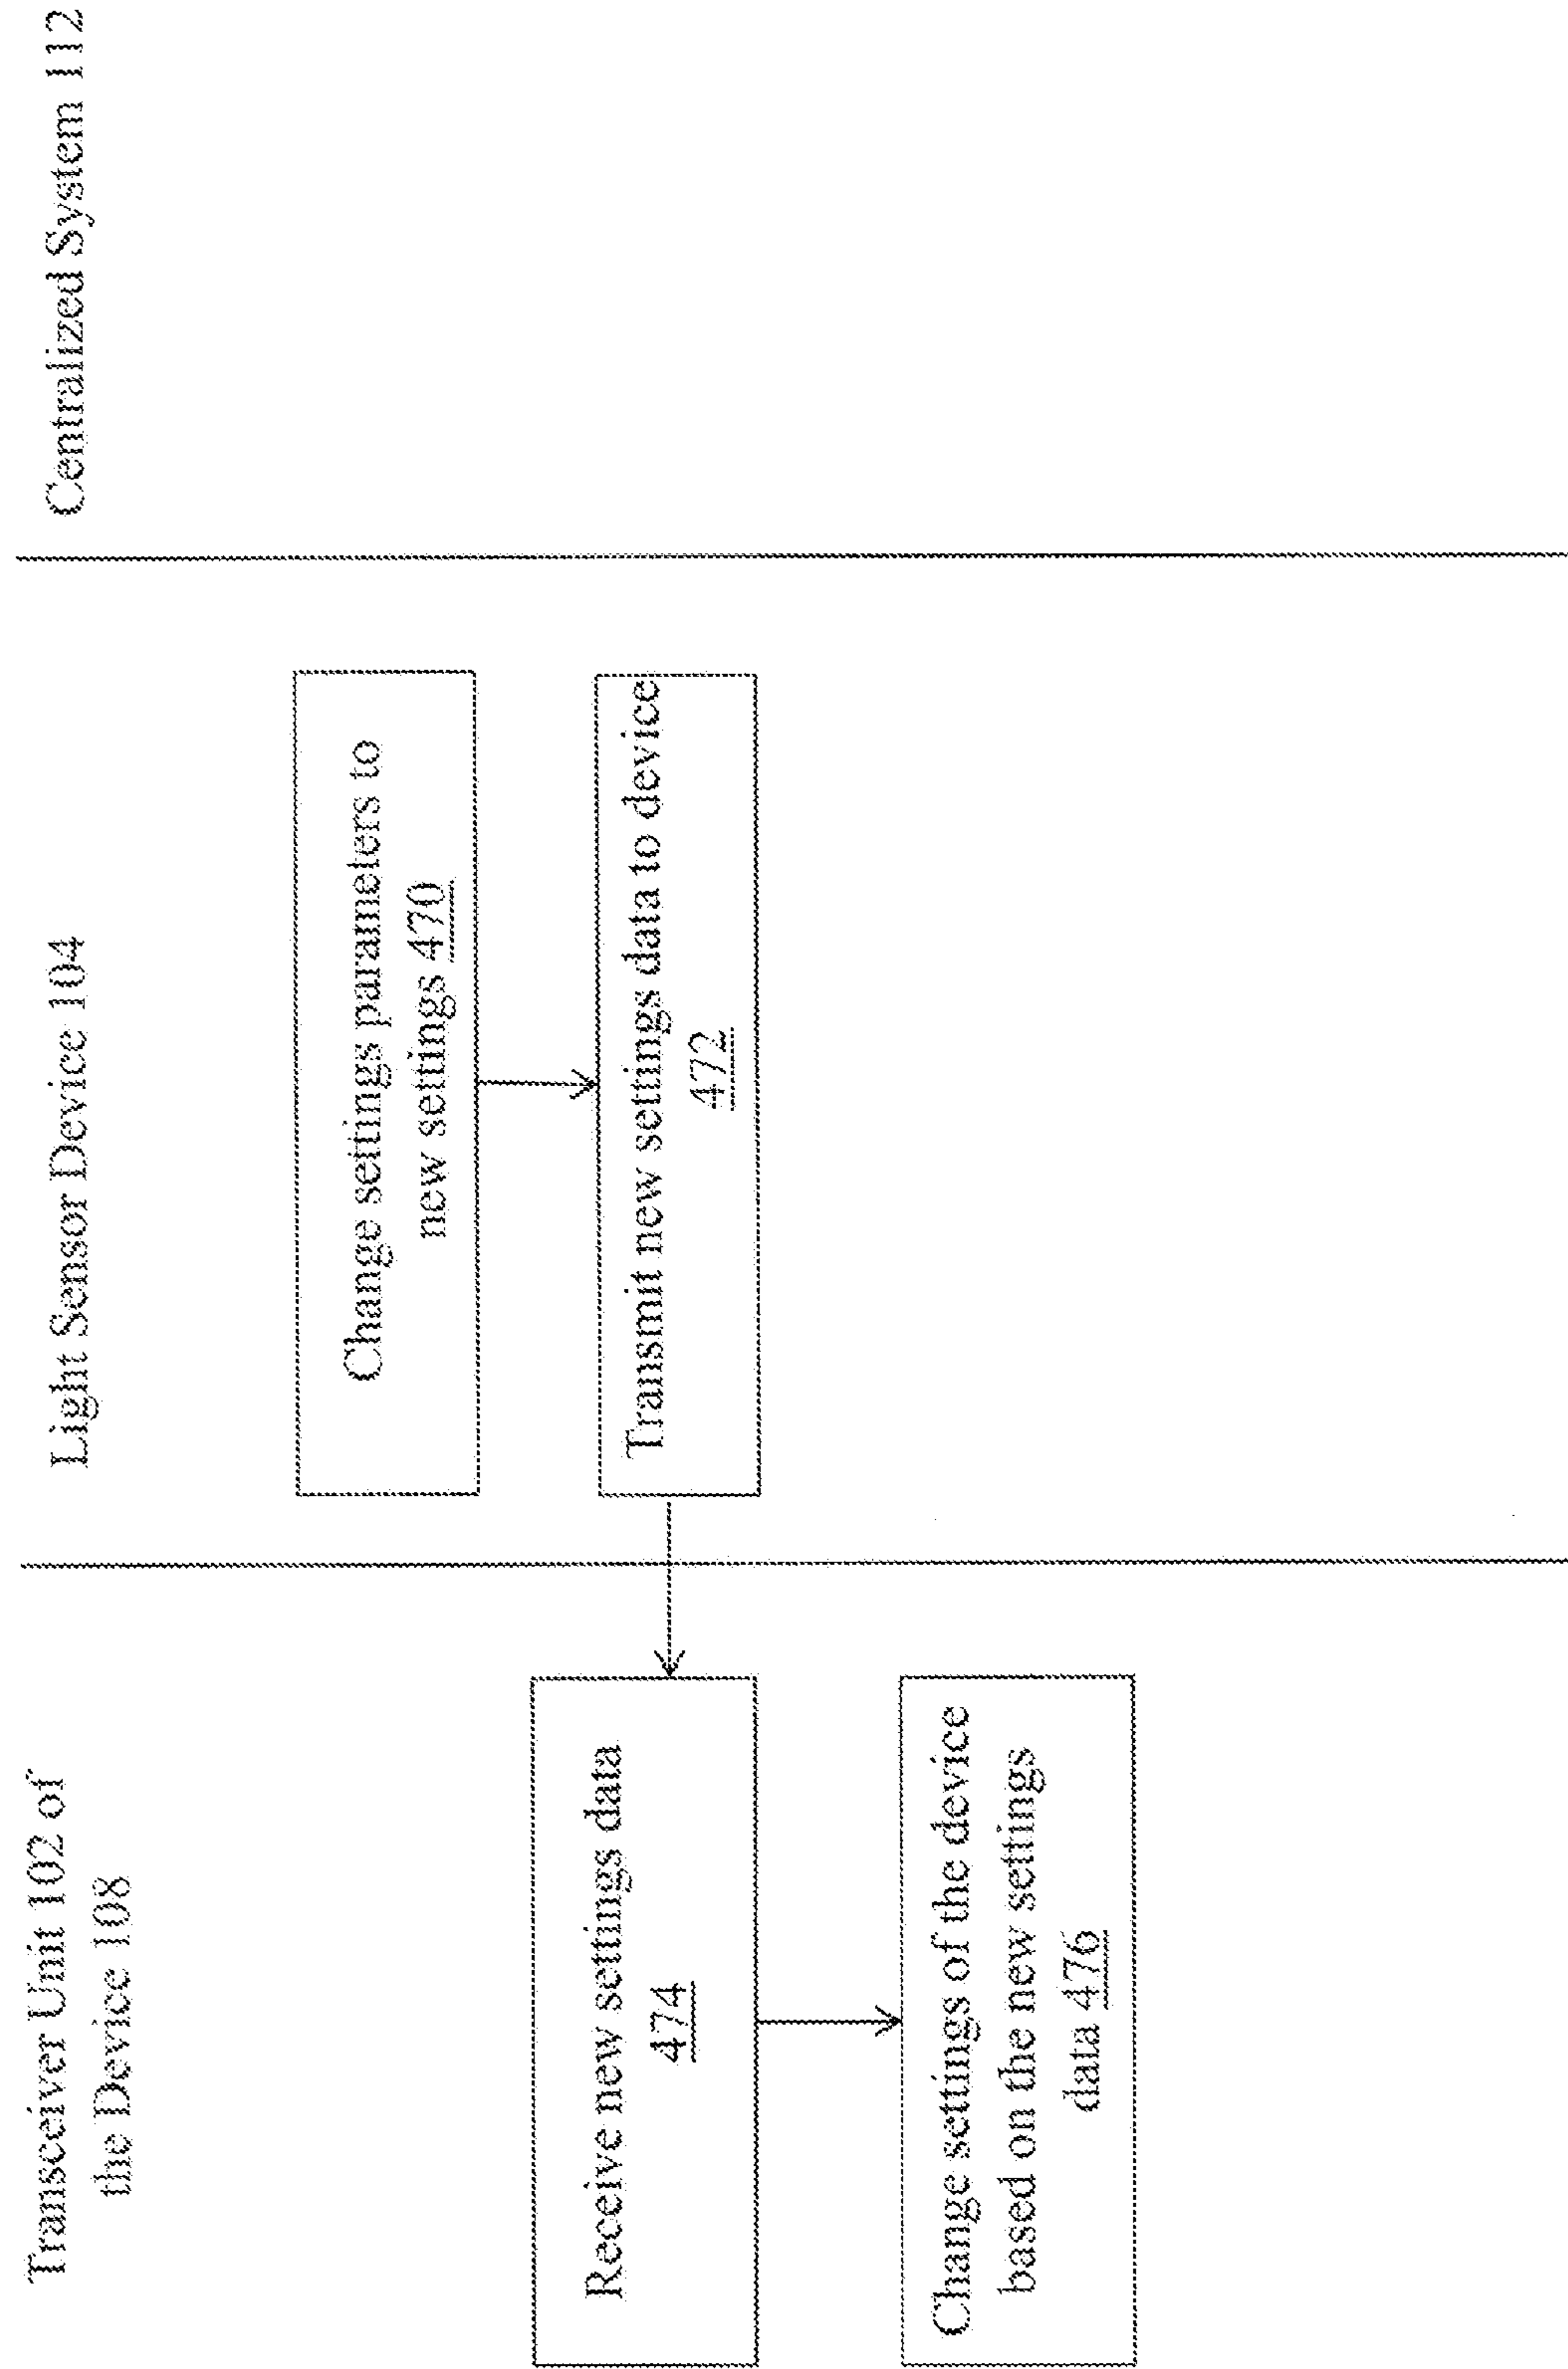 Transceiver Unit 102 of
the Device 108
Light Sensor Device 104
Centralized System 112
Change settings parameters to
new settings 470
Transmit new settings data to device
472
Receive new settings data
474
Change settings of the device
based on the new settings
data 476